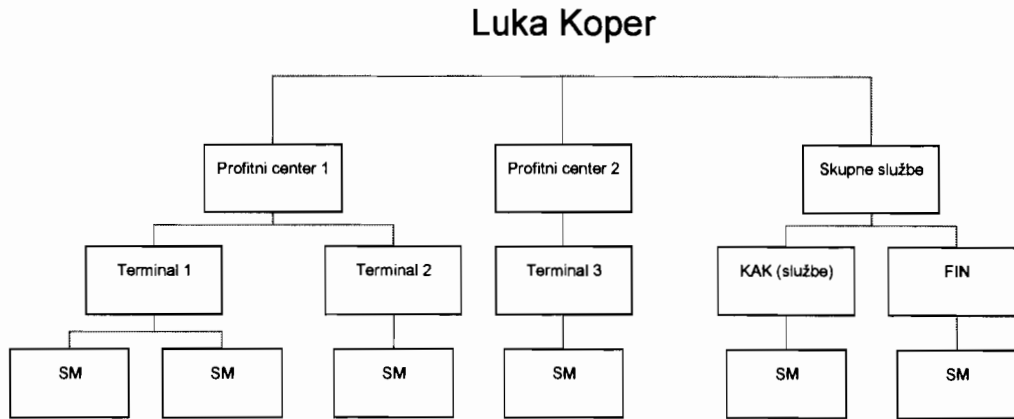 Luka Koper
Profitni center 1
Profitni center 2
Skupne službe
Terminal 1
Terminal 2
Terminal 3
KAK (službe)
FIN
SM
SM
SM
SM
SM
SM